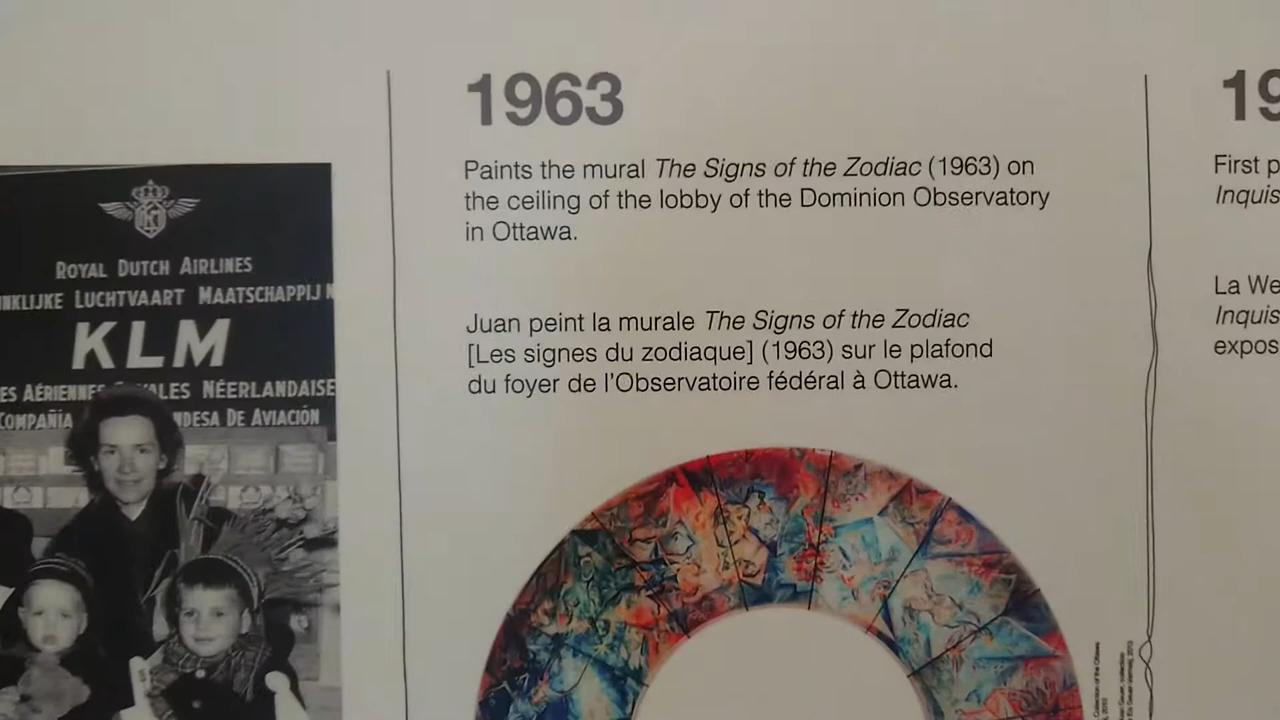 ROYAL DUTCH AIRLINES
LUCHTVAART MAATSCHAPPIJ
KLM
NÉERLANDAISE
DE AVIACIÓN
1963
Paints the mural The Signs of the Zodiac (1963) on
the ceiling of the lobby of the Dominion Observatory
in Ottawa.
Juan peint la murale The Signs of the Zodiac
[Les signes du zodiaque] (1963) sur le plafond
du foyer de l'Observatoire fédéral à Ottawa.
19
First p
Inquis
La We
Inquis
expos